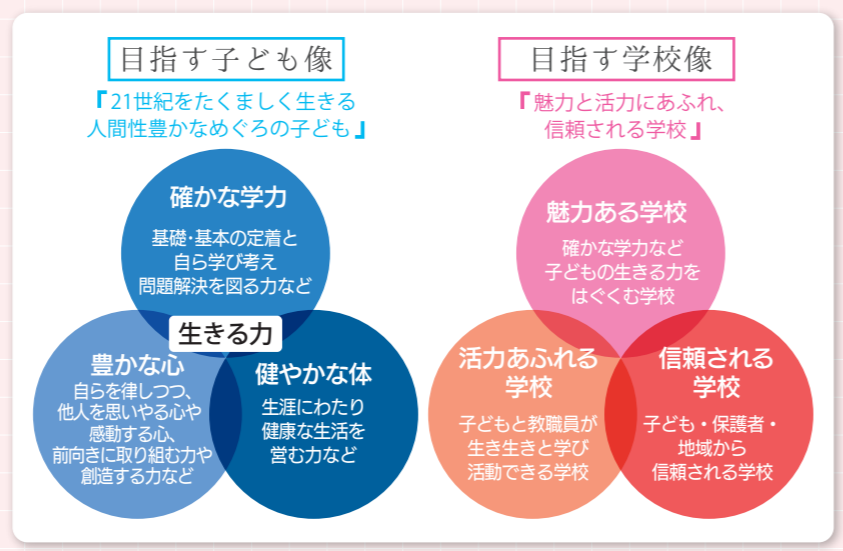 目指す子ども像
『21世紀をたくましく生きる
人間性豊かなめぐろの子ども』
確かな学力
基礎・基本の定着と
自ら学び考え
問題解決を図る力など
生きる力
豊かな心
自らを律しつつ、
他人を思いやる心や
感動する心、
前向きに取り組む力や
創造する力など
健やかな体
生涯にわたり
健康な生活を
営む力など
目指す学校像
『魅力と活力にあふれ、
信頼される学校』
魅力ある学校
確かな学力など
子どもの生きる力を
はぐくむ学校
活力あふれる
学校
子どもと教職員が
生き生きと学び
活動できる学校
信頼される
学校
子ども・保護者・
地域から
信頼される学校